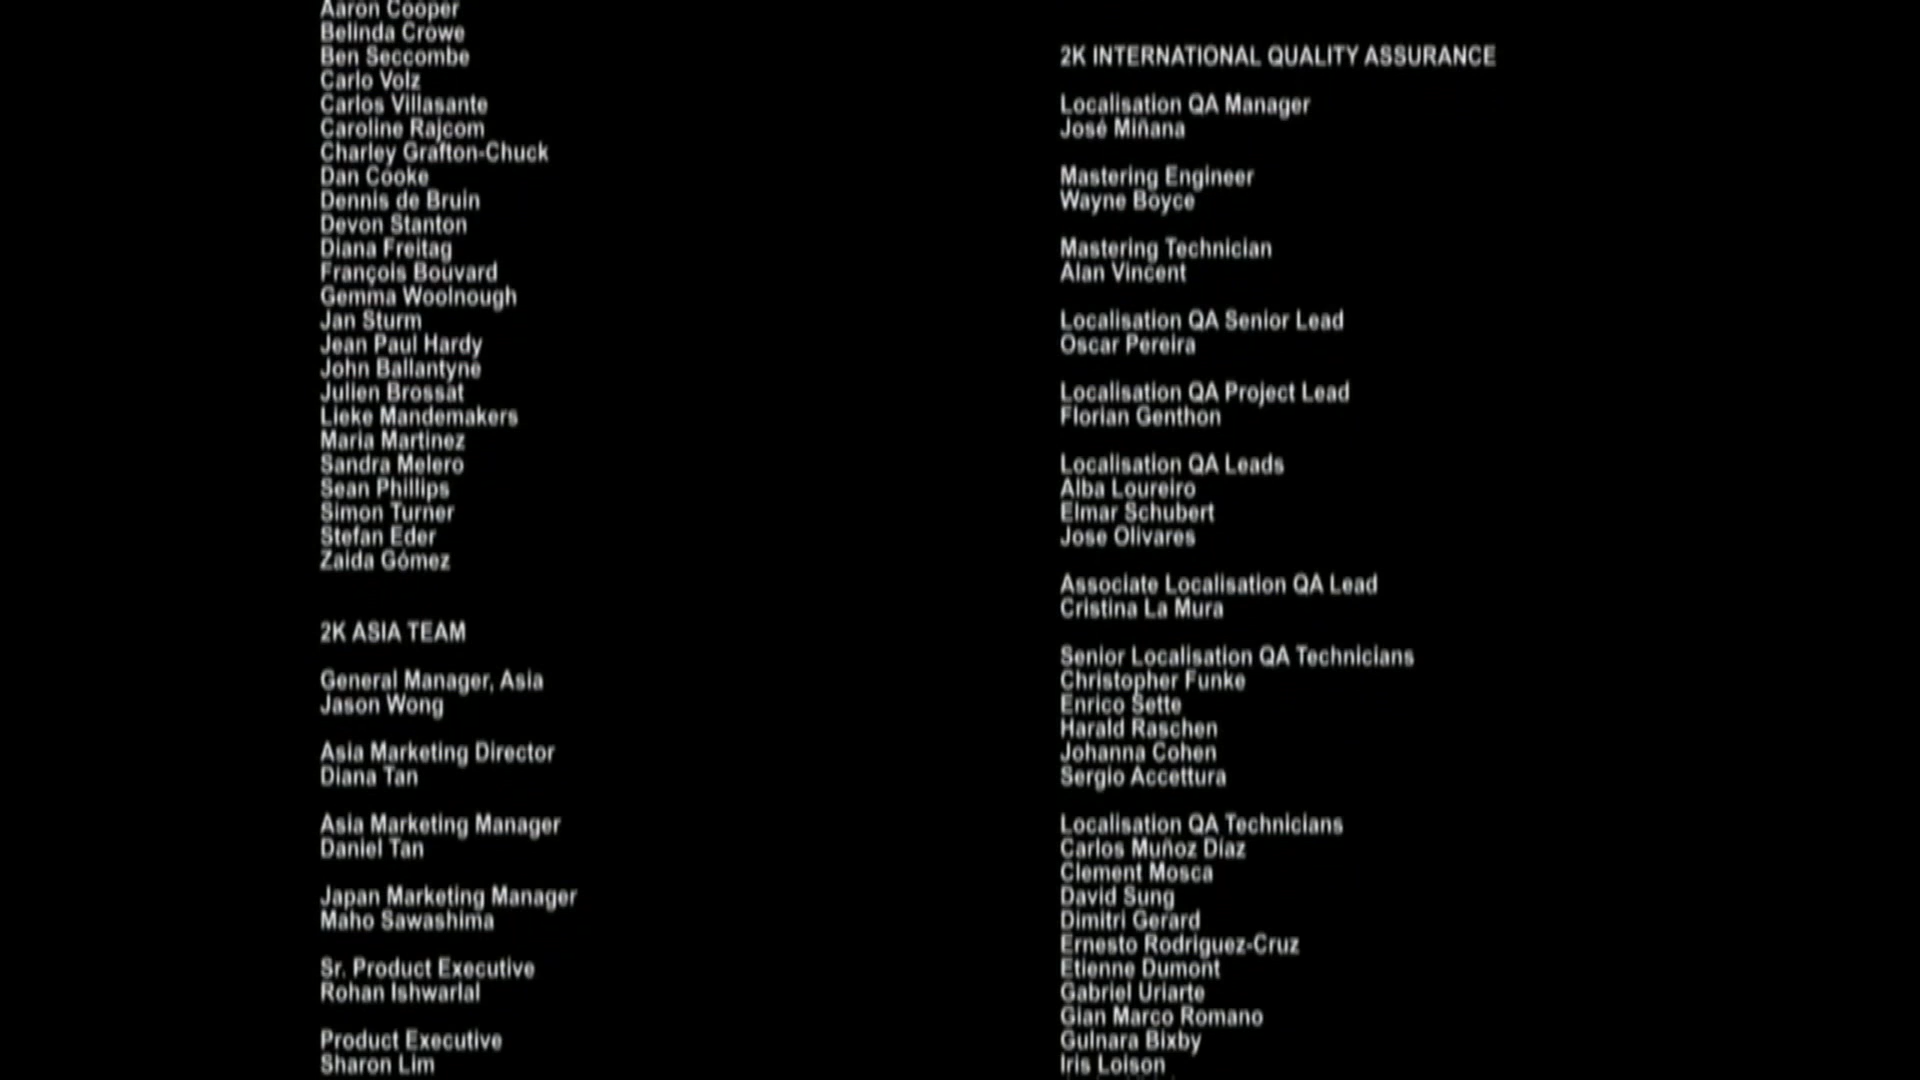 Aaron Cooper
Belinda Crowe
Ben Seccombe
Carlo Volz
Carlos Villasante
Caroline Rajcom
Charley Grafton-Chuck
Dan Cooke
Dennis de Bruin
Devon Stanton
Diana Freitag
François Bouvard
Gemma Woolnough
Jan Sturm
Jean Paul Hardy
John Ballantyne
Julien Brossat
Lieke Mandemakers
Maria Martinez
Sandra Melero
Sean Phillips
Simon Turner
Stefan Eder
Zaida Gómez
2K ASIA TEAM
General Manager, Asia
Jason Wong
Asia Marketing Director
Diana Tan
Asia Marketing Manager
Daniel Tan
Japan Marketing Manager
Maho Sawashima
Sr. Product Executive
Rohan Ishwarlal
Product Executive
Sharon Lim
2K INTERNATIONAL QUALITY ASSURANCE
Localisation QA Manager
José Miñana
Mastering Engineer
Wayne Boyce
Mastering Technician
Alan Vincent
Localisation QA Senior Lead
Oscar Pereira
Localisation QA Project Lead
Florian Genthon
Localisation QA Leads
Alba Loureiro
Elmar Schubert
Jose Olivares
Associate Localisation QA Lead
Cristina La Mura
Senior Localisation QA Technicians
Christopher Funke
Enrico Sette
Harald Raschen
Johanna Cohen
Sergio Accettura
Localisation QA Technicians
Carlos Muñoz Diaz
Clement Mosca
David Sung
Dimitri Gerard
Ernesto Rodriguez-Cruz
Etienne Dumont
Gabriel Uriarte
Gian Marco Romano
Gulnara Bixby
Iris Loison